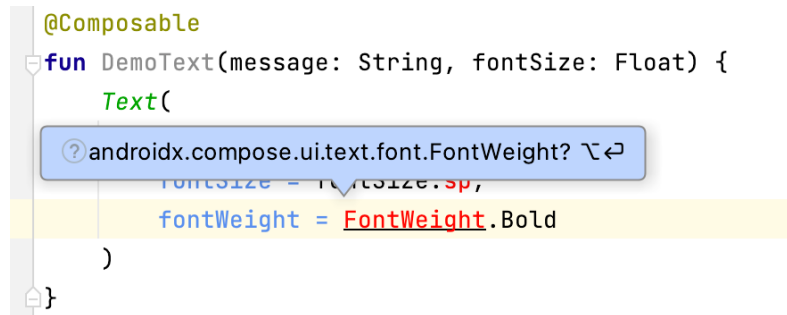 @Composable
fun DemoText(message: String, fontSize: Float) {
Text(
?androidx.compose.ui.text.font.FontWeight? ⌥⏎
fontSize = fontSize.sp,
fontWeight = FontWeight.Bold
)
}